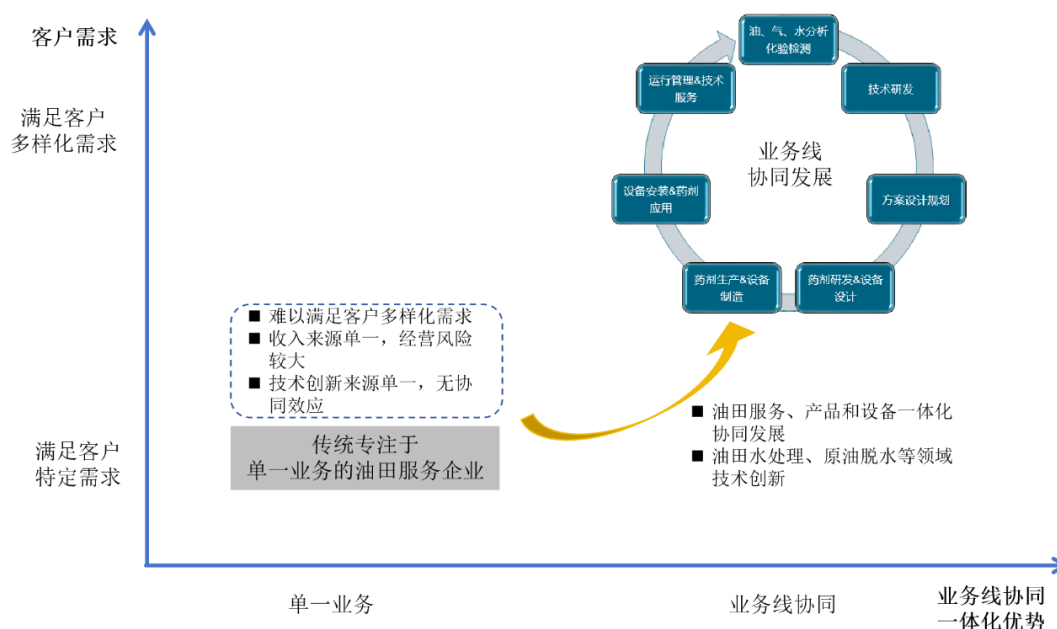 客户需求
满足客户
多样化需求
油、气、水分析
化验检测
运行管理&技术
服务
技术研发
业务线
协同发展
设备安装&药剂
应用
方案设计规划
药剂生产&设备
制造
药剂研发&设备
设计
■ 难以满足客户多样化需求
■ 收入来源单一，经营风险
较大
■ 技术创新来源单一，无协
同效应
传统专注于
单一业务的油田服务企业
■ 油田服务、产品和设备一体化
协同发展
■ 油田水处理、原油脱水等领域
技术创新
满足客户
特定需求
单一业务
业务线协同
业务线协同
一体化优势